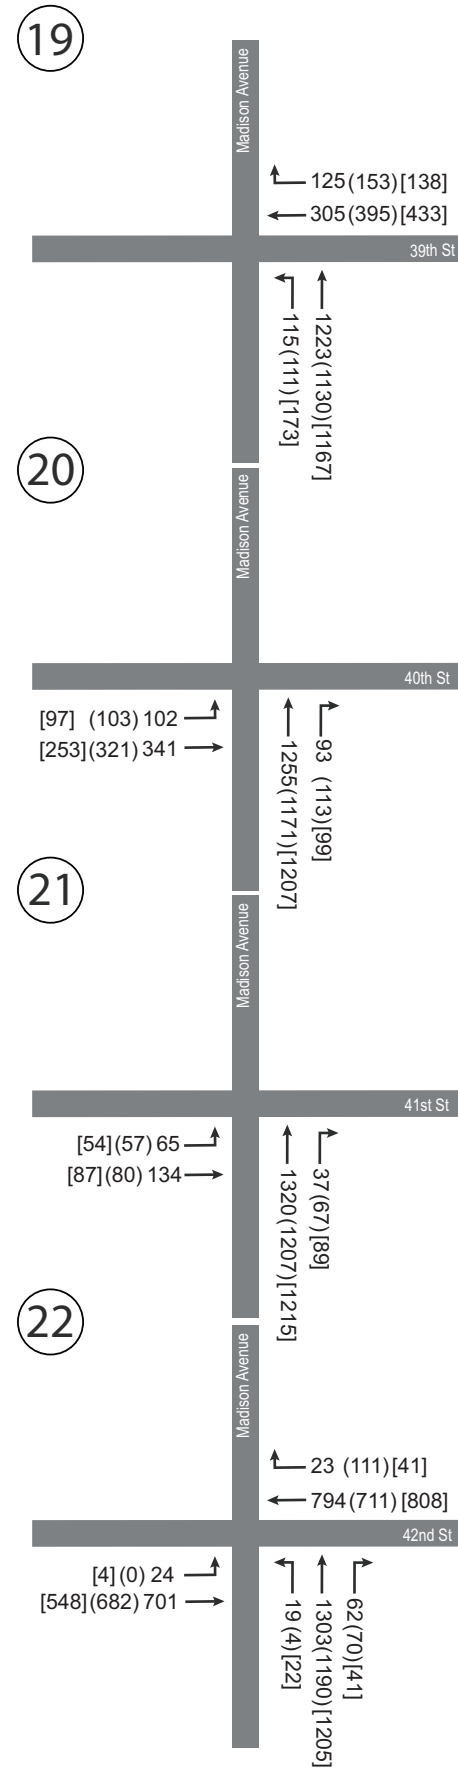 19
Madison Avenue
125 (153) [138]
305 (395) [433]
39th St
115 (111) [173]
1223 (1130) [1167]
20
Madison Avenue
40th St
[97] (103) 102
[253] (321) 341
1255 (1171) [1207]
93 (113) [99]
21
Madison Avenue
41st St
[54] (57) 65
[87] (80) 134
1320 (1207) [1215]
37 (67) [89]
22
Madison Avenue
23 (111) [41]
794 (711) [808]
42nd St
[4] (0) 24
[548] (682) 701
19 (4) [22]
1303 (1190) [1205]
62 (70) [41]